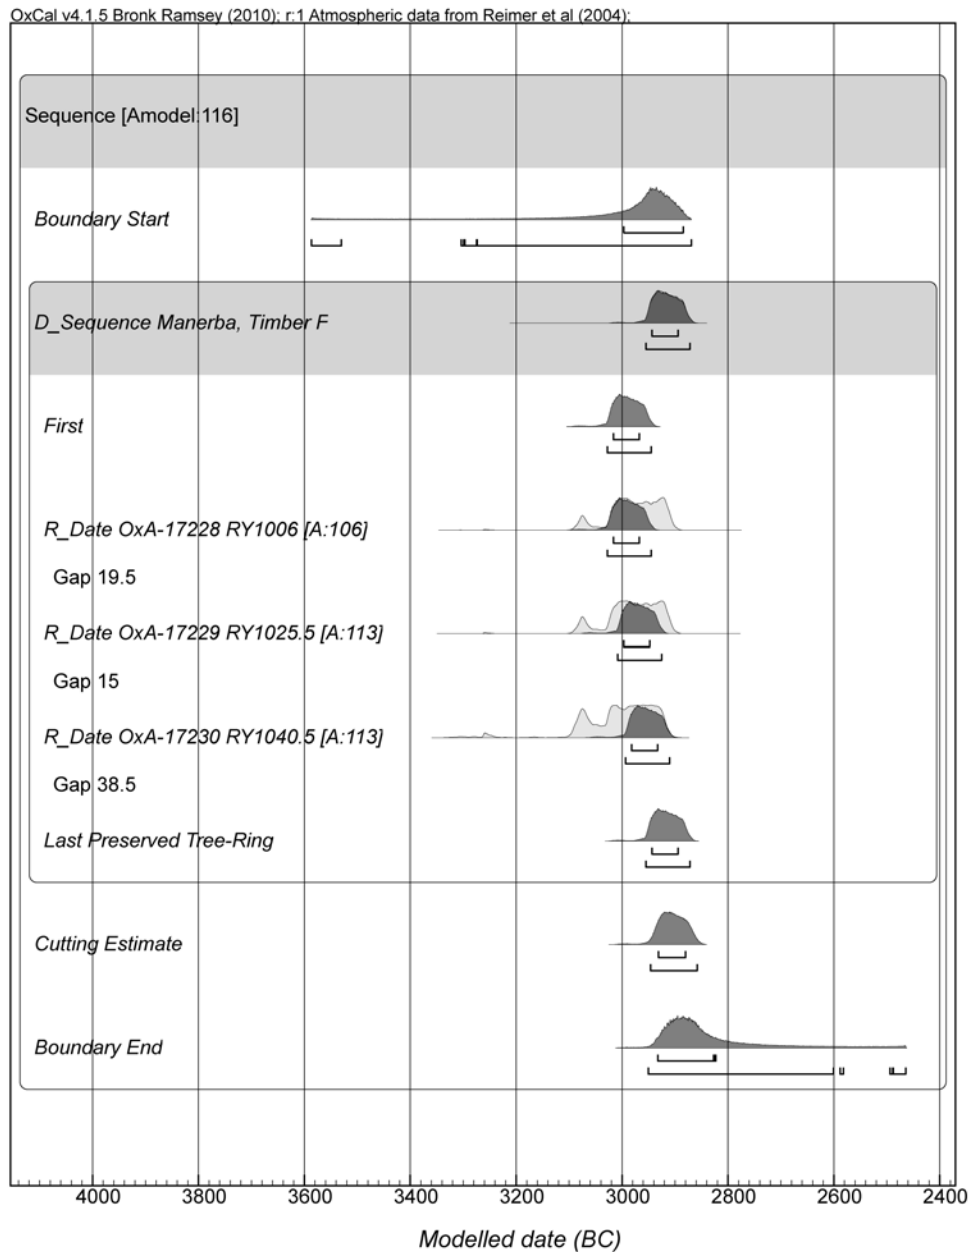 OxCal v4.1.5 Bronk Ramsey (2010); r:1 Atmospheric data from Reimer et al (2004);
Sequence [Amodel:116]
Boundary Start
D_Sequence Manerba, Timber F
First
R_Date OxA-17228 RY1006 [A:106]
Gap 19.5
R_Date OxA-17229 RY1025.5 [A:113]
Gap 15
R_Date OxA-17230 RY1040.5 [A:113]
Gap 38.5
Last Preserved Tree-Ring
Cutting Estimate
Boundary End
4000 3800 3600 3400 3200 3000 2800 2600 2400
Modelled date (BC)